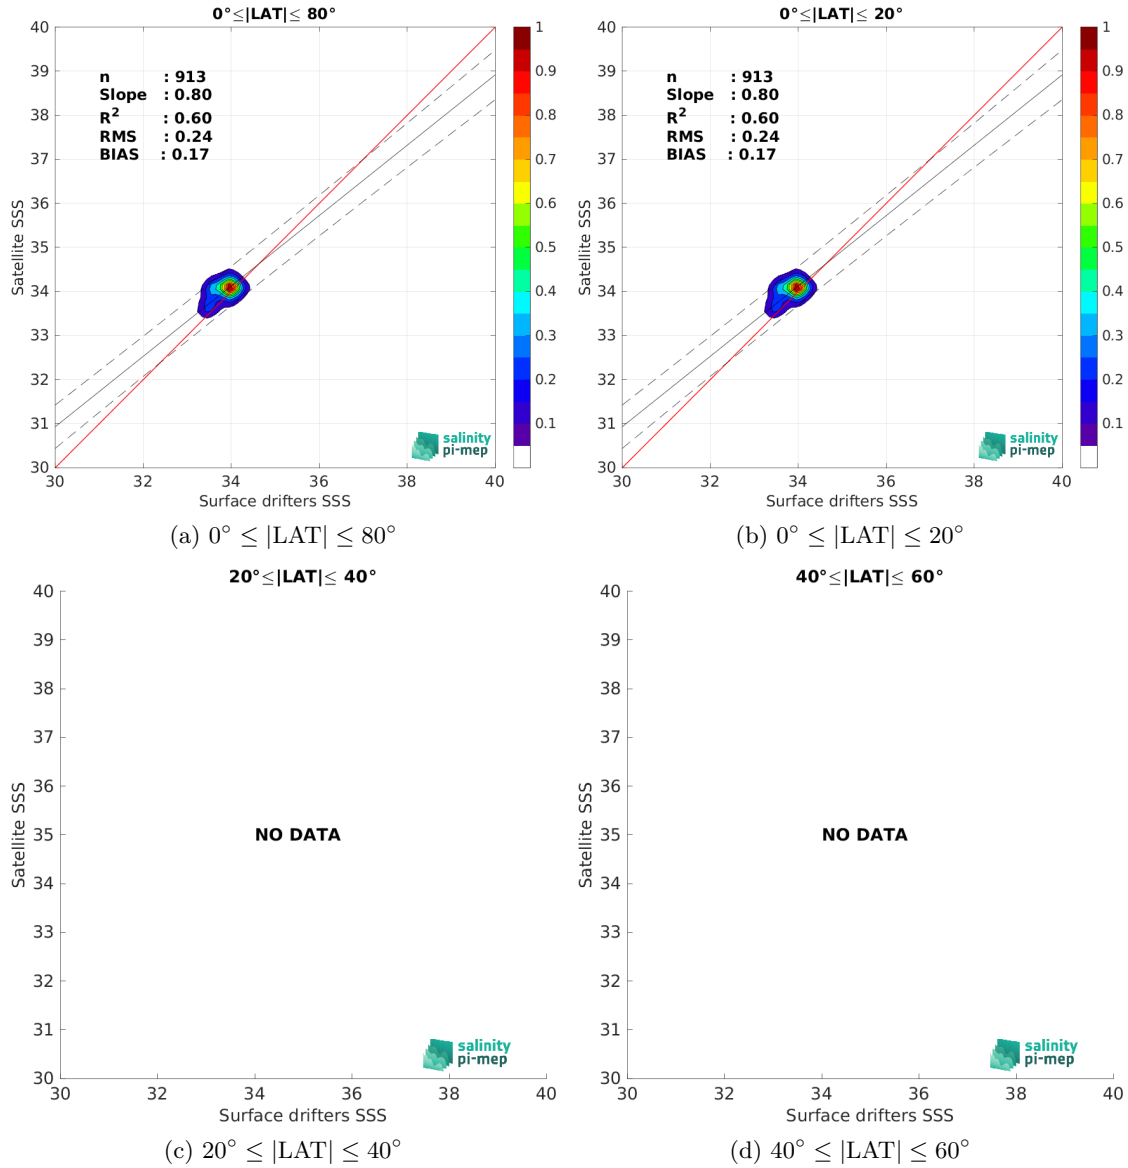 0°≤|LAT|≤ 80°
40
39
38
37
36
35
34
33
32
31
30
Satellite SSS
n : 913
Slope : 0.80
R² : 0.60
RMS : 0.24
BIAS : 0.17
salinity
pi-mep
30 32 34 36 38 40
Surface drifters SSS
1
0.9
0.8
0.7
0.6
0.5
0.4
0.3
0.2
0.1
(a) 0° ≤ |LAT| ≤ 80°
0°≤|LAT|≤ 20°
40
39
38
37
36
35
34
33
32
31
30
Satellite SSS
n : 913
Slope : 0.80
R² : 0.60
RMS : 0.24
BIAS : 0.17
salinity
pi-mep
30 32 34 36 38 40
Surface drifters SSS
1
0.9
0.8
0.7
0.6
0.5
0.4
0.3
0.2
0.1
(b) 0° ≤ |LAT| ≤ 20°
20°≤|LAT|≤ 40°
40
39
38
37
36
35
34
33
32
31
30
Satellite SSS
NO DATA
salinity
pi-mep
30 32 34 36 38 40
Surface drifters SSS
(c) 20° ≤ |LAT| ≤ 40°
40°≤|LAT|≤ 60°
40
39
38
37
36
35
34
33
32
31
30
Satellite SSS
NO DATA
salinity
pi-mep
30 32 34 36 38 40
Surface drifters SSS
(d) 40° ≤ |LAT| ≤ 60°